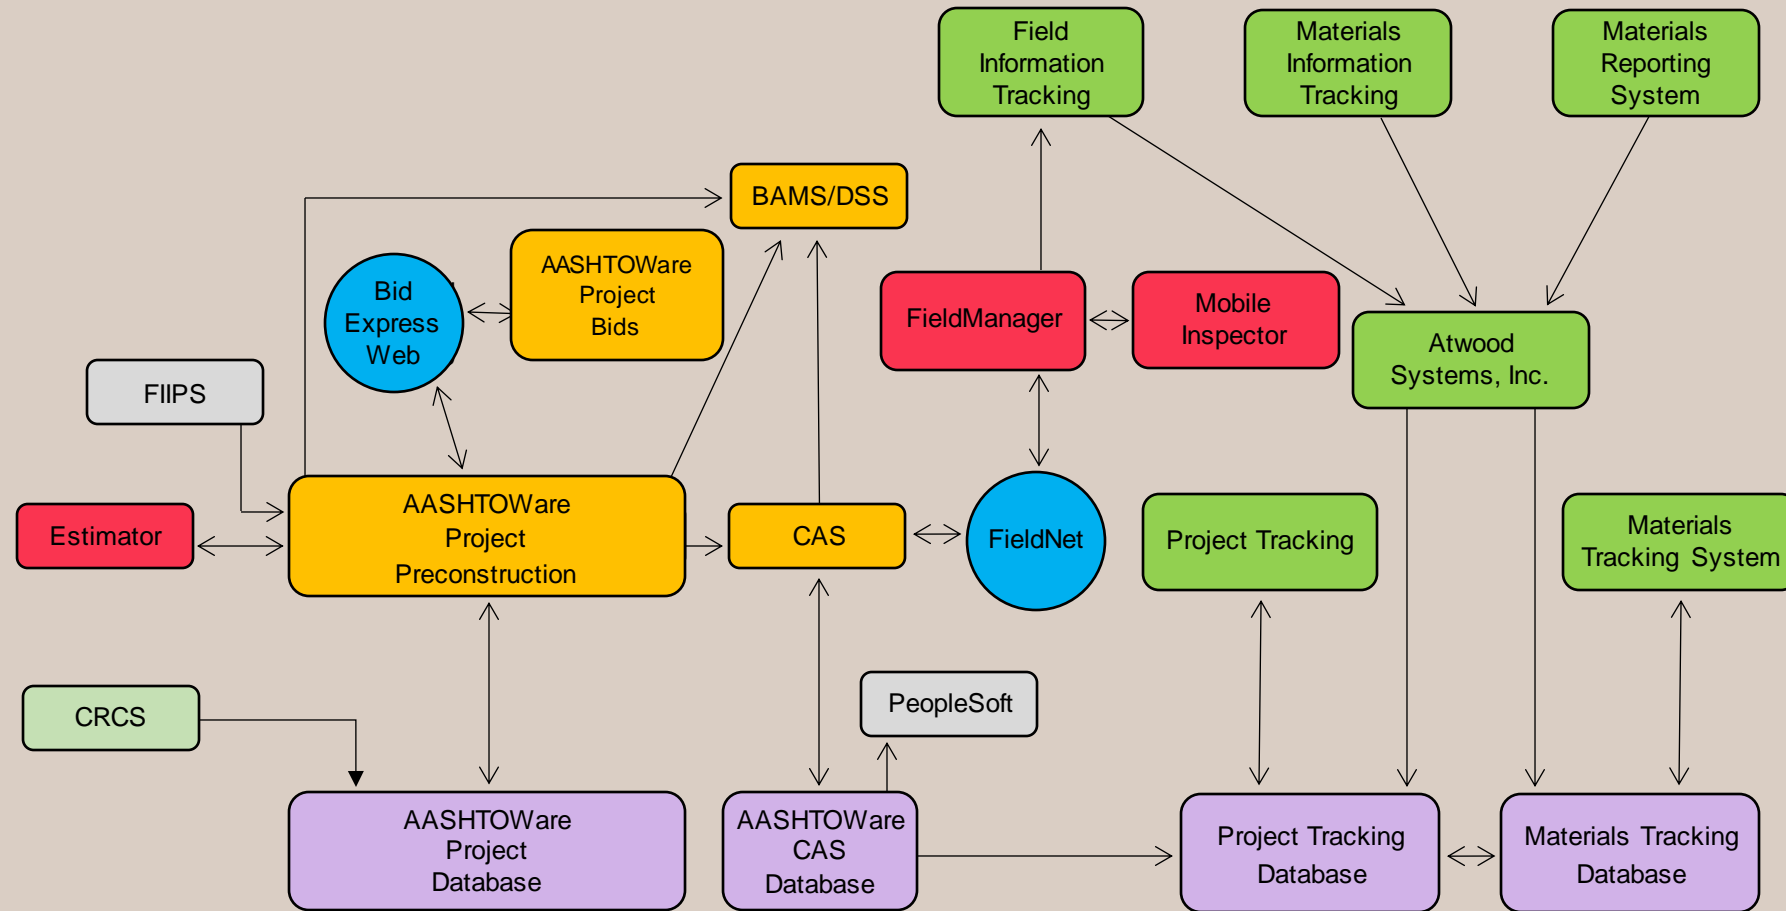 Field
Information
Tracking
Materials
Information
Tracking
Materials
Reporting
System
BAMS/DSS
AASHTOWare
Project
Bids
Bid
Express
Web
FieldManager
Mobile
Inspector
Atwood
Systems, Inc.
FIIPS
Estimator
AASHTOWare
Project
Preconstruction
CAS
FieldNet
Project Tracking
Materials
Tracking System
CRCS
PeopleSoft
AASHTOWare
Project
Database
AASHTOWare
CAS
Database
Project Tracking
Database
Materials Tracking
Database